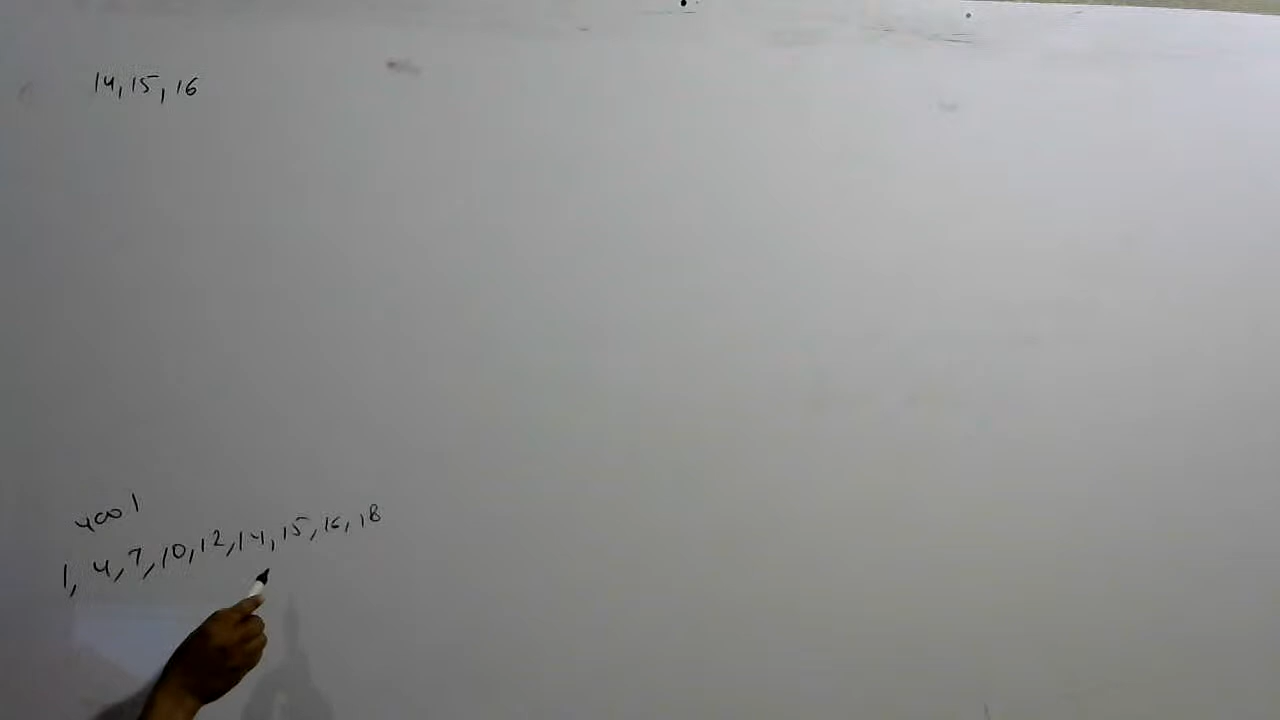 14, 15, 16
4001
1, 4, 7, 10, 12, 14, 15, 16, 18